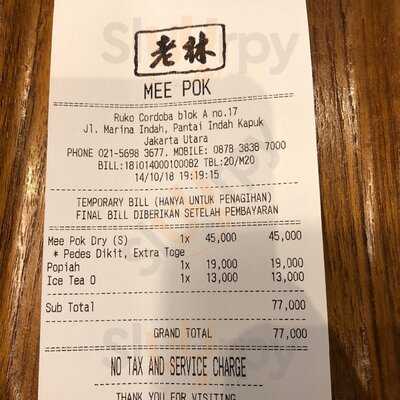 老林
MEE POK
Ruko Cordoba blok A no.17
Jl. Marina Indah, Pantai Indah Kapuk
Jakarta Utara
PHONE 021-5698 3677. MOBILE: 0878 3838 7000
BILL:18I014000100082 TBL:20/M20
14/10/18 19:19:15
TEMPORARY BILL (HANYA UNTUK PENAGIHAN)
FINAL BILL DIBERIKAN SETELAH PEMBAYARAN
Mee Pok Dry (S) 1x 45,000 45,000
* Pedes Dikit, Extra Toge
Popiah 1x 19,000 19,000
Ice Tea O 1x 13,000 13,000
Sub Total 77,000
GRAND TOTAL 77,000
NO TAX AND SERVICE CHARGE
THANK YOU FOR VISITING